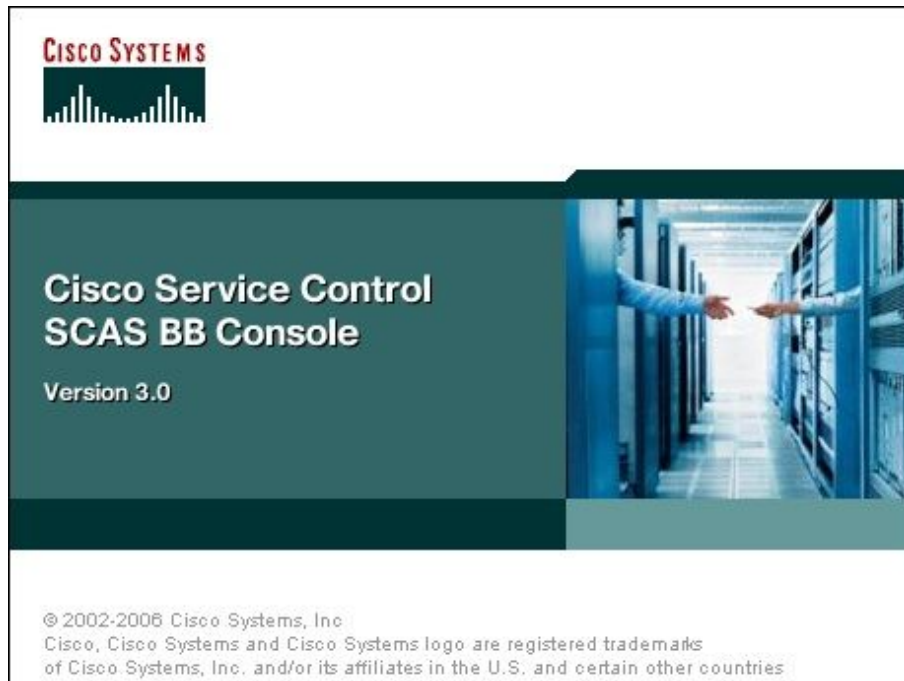 CISCO SYSTEMS
Cisco Service Control
SCAS BB Console
Version 3.0
© 2002-2006 Cisco Systems, Inc
Cisco, Cisco Systems and Cisco Systems logo are registered trademarks
of Cisco Systems, Inc. and/or its affiliates in the U.S. and certain other countries